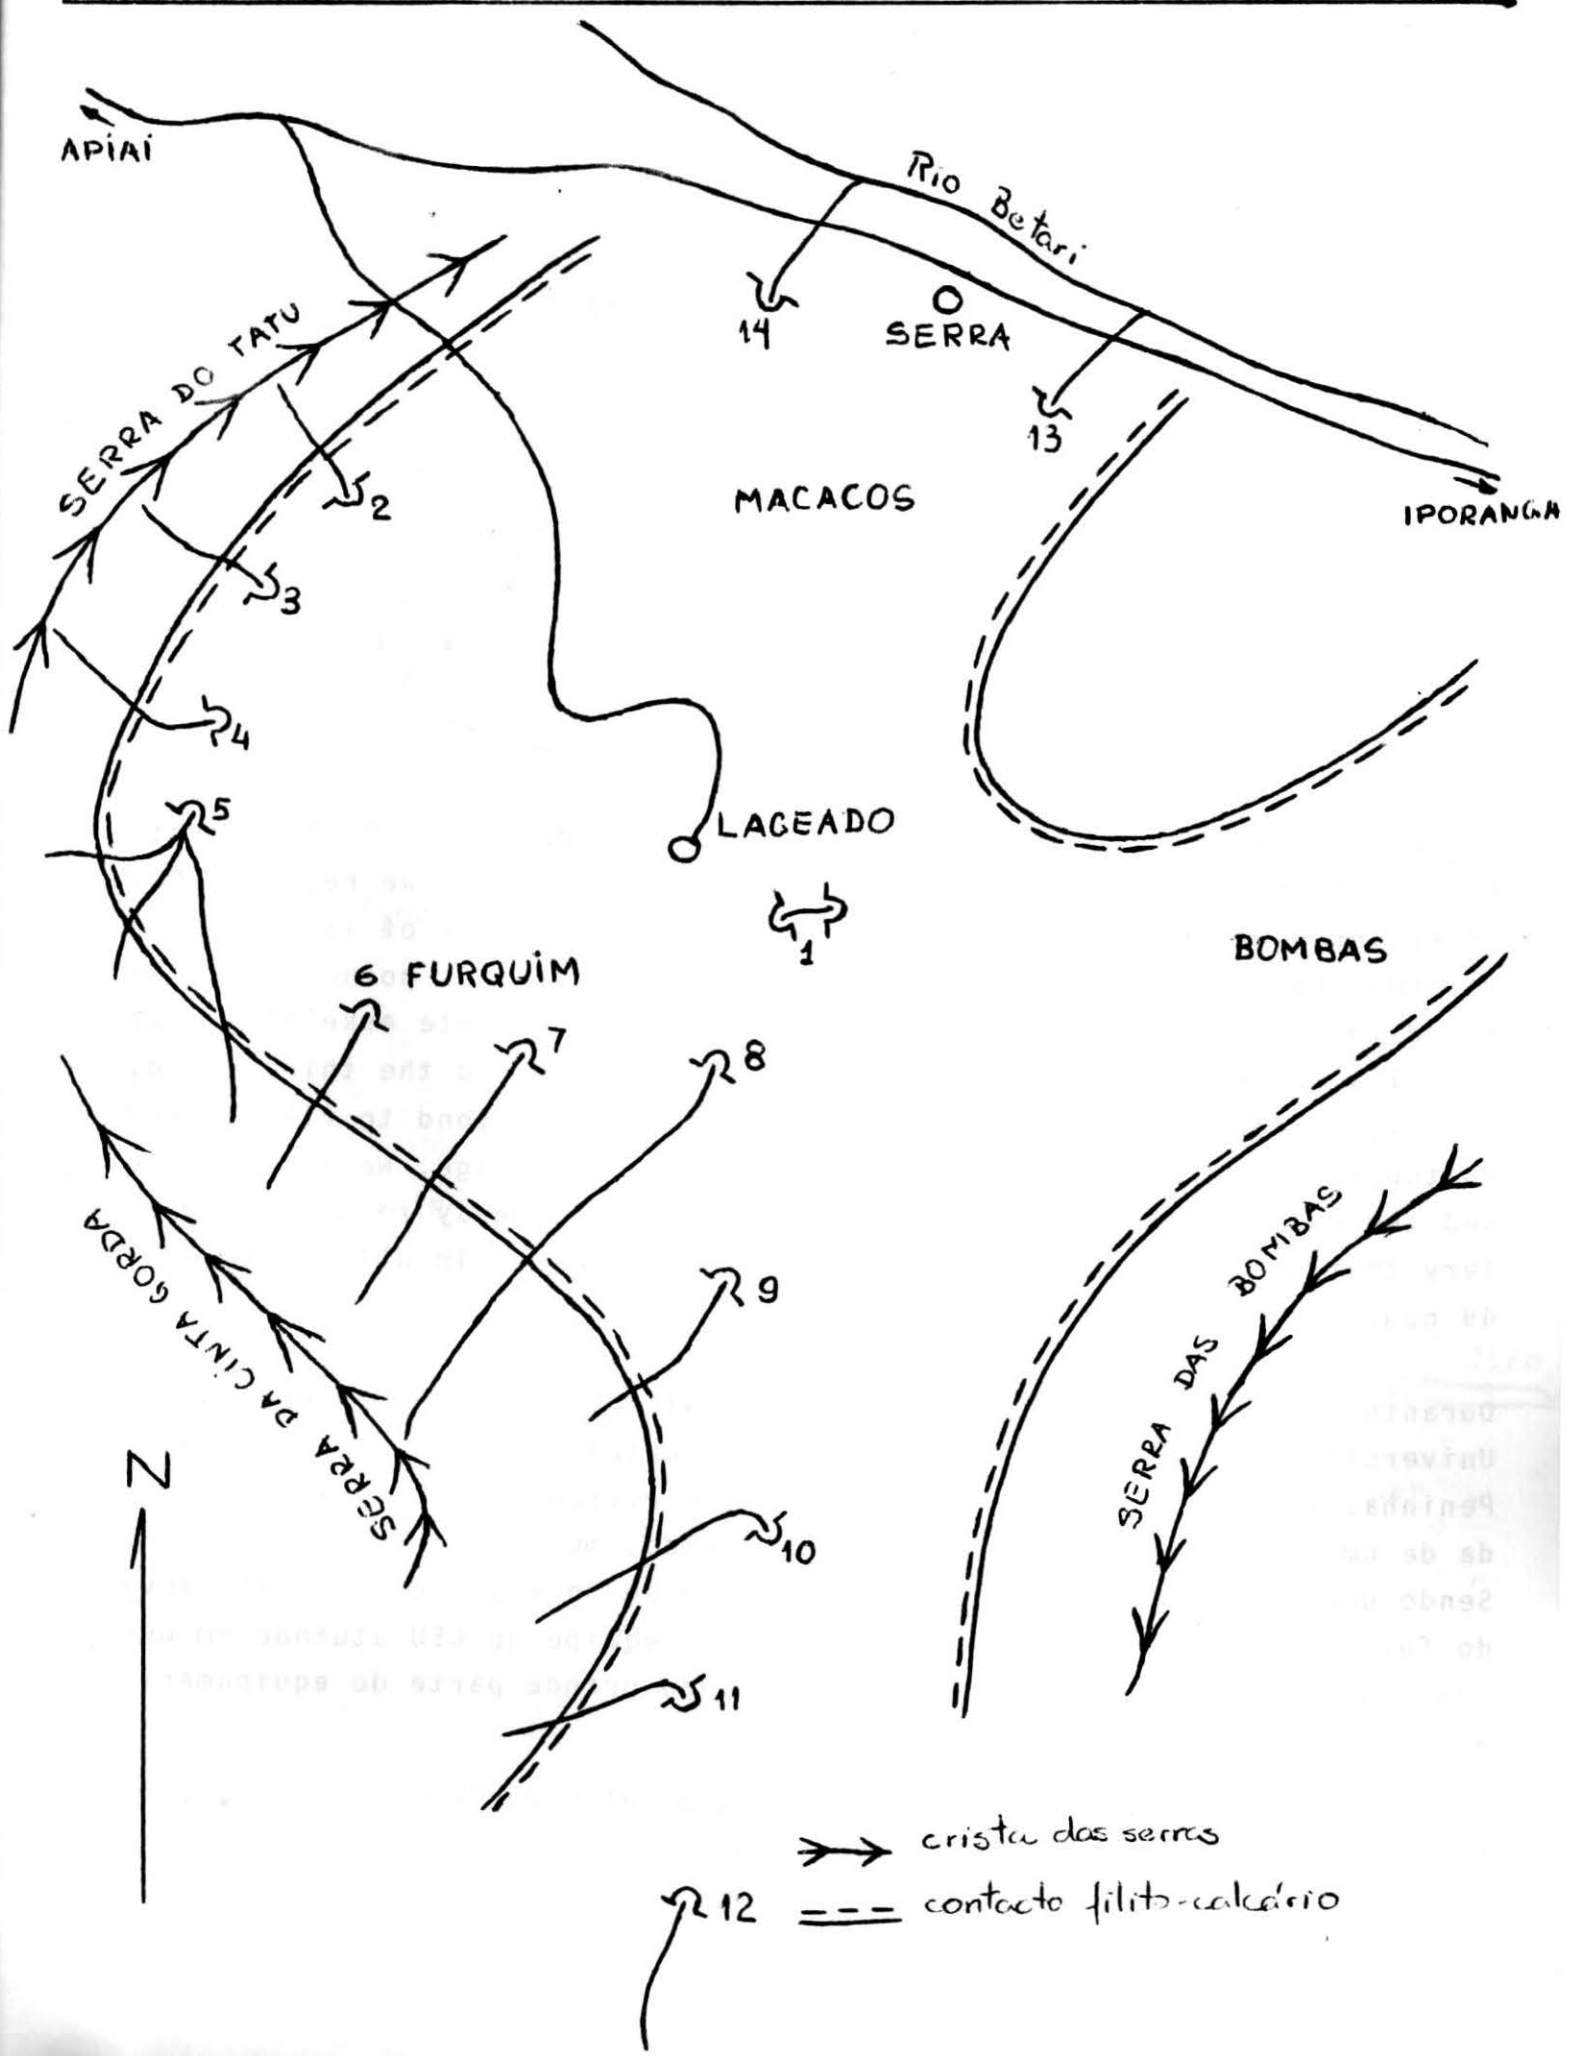 APIAI
Rio Betari
14
SERRA
SERRA DO TATU
13
2
MACACOS
IPORANGA
3
4
5
LAGEADO
1
BOMBAS
6 FURQUIM
7
8
SERRA DA CINTA GORDA
9
SERRA DAS BOMBAS
N
10
11
crista das serras
12
contacto filito-calcário